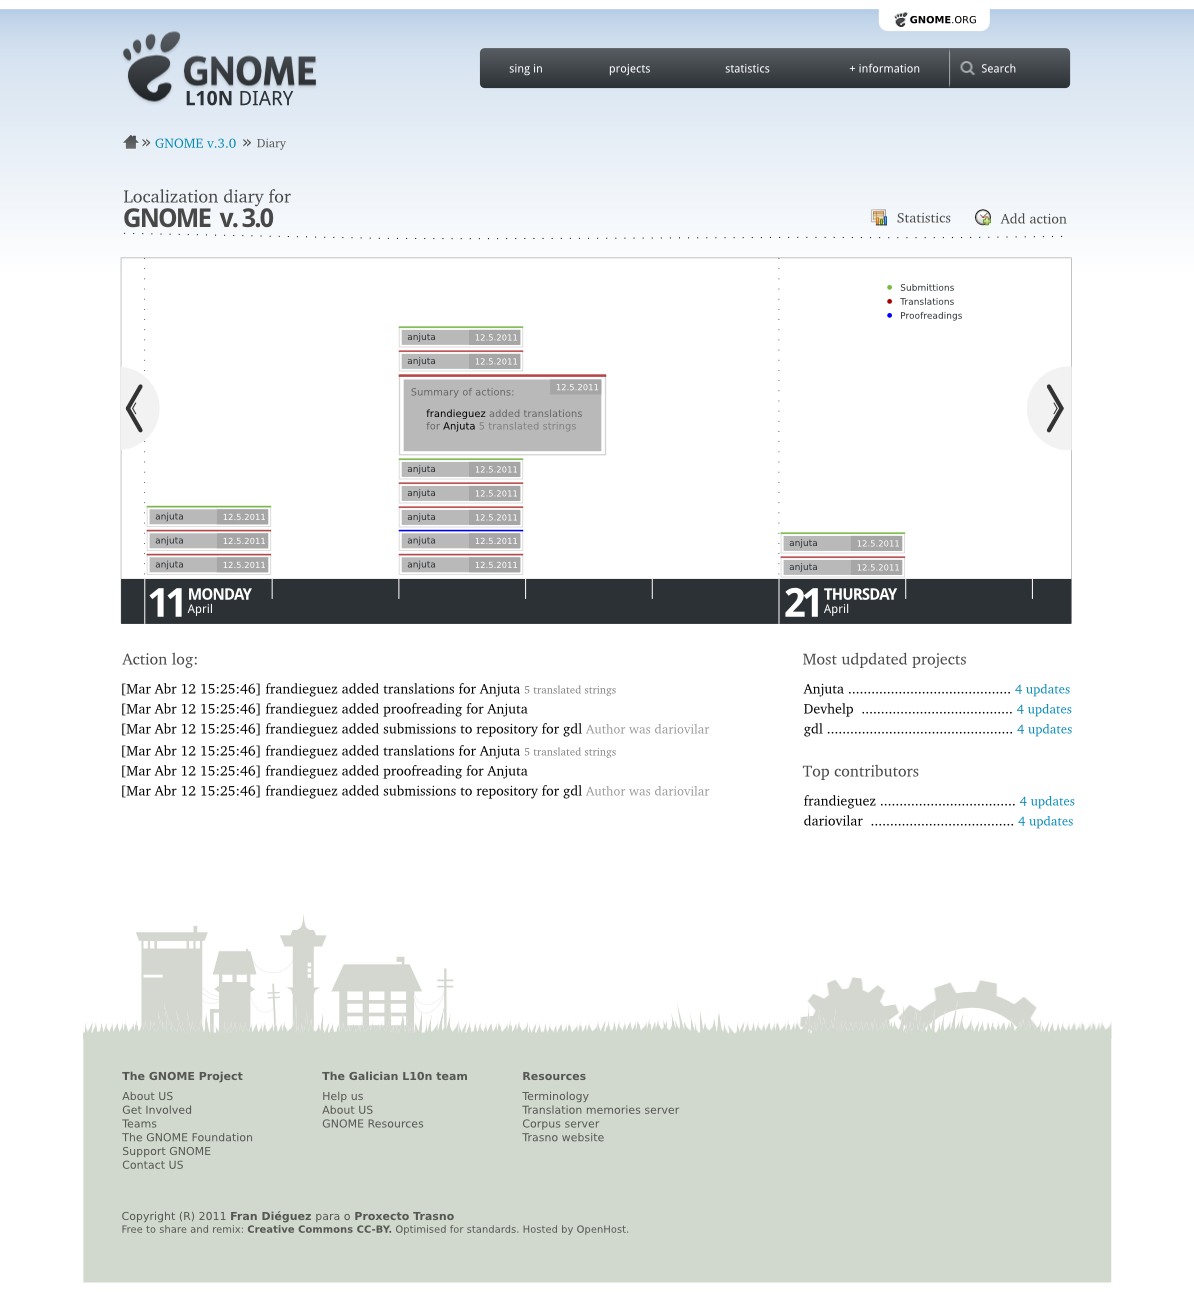 GNOME.ORG
GNOME
L10N DIARY
sing in projects statistics + information Search
» GNOME v.3.0 » Diary
Localization diary for
GNOME v. 3.0
Statistics Add action
Submittions
Translations
Proofreadings
anjuta 12.5.2011
anjuta 12.5.2011
12.5.2011
Summary of actions:
frandieguez added translations
for Anjuta 5 translated strings
anjuta 12.5.2011
anjuta 12.5.2011
anjuta 12.5.2011
anjuta 12.5.2011
anjuta 12.5.2011
anjuta 12.5.2011
anjuta 12.5.2011
anjuta 12.5.2011
anjuta 12.5.2011
anjuta 12.5.2011
11 MONDAY
April
21 THURSDAY
April
Action log:
[Mar Abr 12 15:25:46] frandieguez added translations for Anjuta 5 translated strings
[Mar Abr 12 15:25:46] frandieguez added proofreading for Anjuta
[Mar Abr 12 15:25:46] frandieguez added submissions to repository for gdl Author was dariovilar
[Mar Abr 12 15:25:46] frandieguez added translations for Anjuta 5 translated strings
[Mar Abr 12 15:25:46] frandieguez added proofreading for Anjuta
[Mar Abr 12 15:25:46] frandieguez added submissions to repository for gdl Author was dariovilar
Most udpdated projects
Anjuta .......................................... 4 updates
Devhelp ....................................... 4 updates
gdl ................................................ 4 updates
Top contributors
frandieguez ................................... 4 updates
dariovilar ..................................... 4 updates
The GNOME Project
About US
Get Involved
Teams
The GNOME Foundation
Support GNOME
Contact US
The Galician L10n team
Help us
About US
GNOME Resources
Resources
Terminology
Translation memories server
Corpus server
Trasno website
Copyright (R) 2011 Fran Diéguez para o Proxecto Trasno
Free to share and remix: Creative Commons CC-BY. Optimised for standards. Hosted by OpenHost.